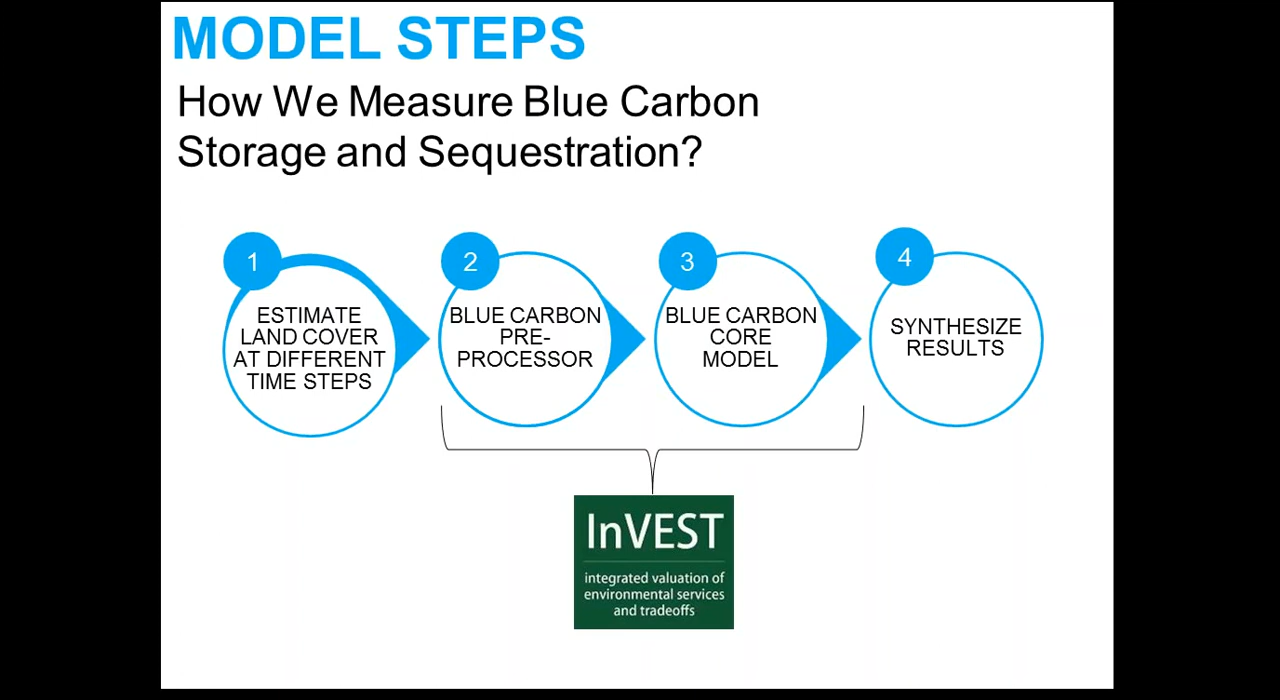 MODEL STEPS
How We Measure Blue Carbon
Storage and Sequestration?
1
ESTIMATE
LAND COVER
AT DIFFERENT
TIME STEPS
2
BLUE CARBON
PRE-
PROCESSOR
3
BLUE CARBON
CORE
MODEL
4
SYNTHESIZE
RESULTS
InVEST
integrated valuation of
environmental services
and tradeoffs